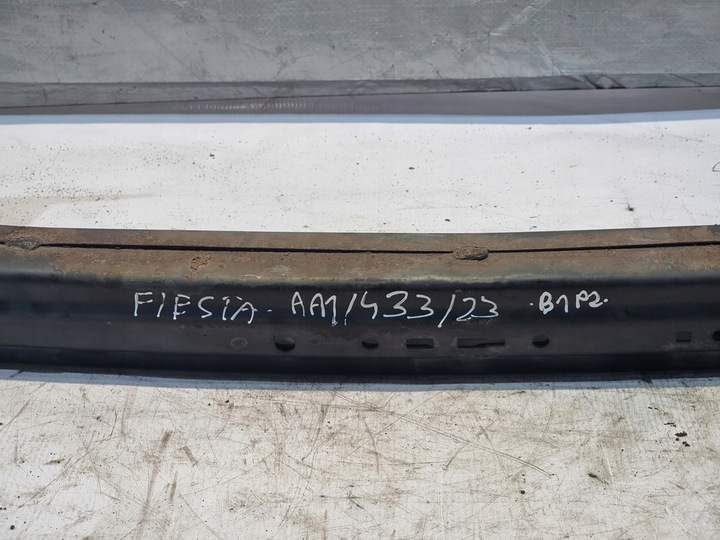 FIESTA. AA1/433/23 .B1P2.